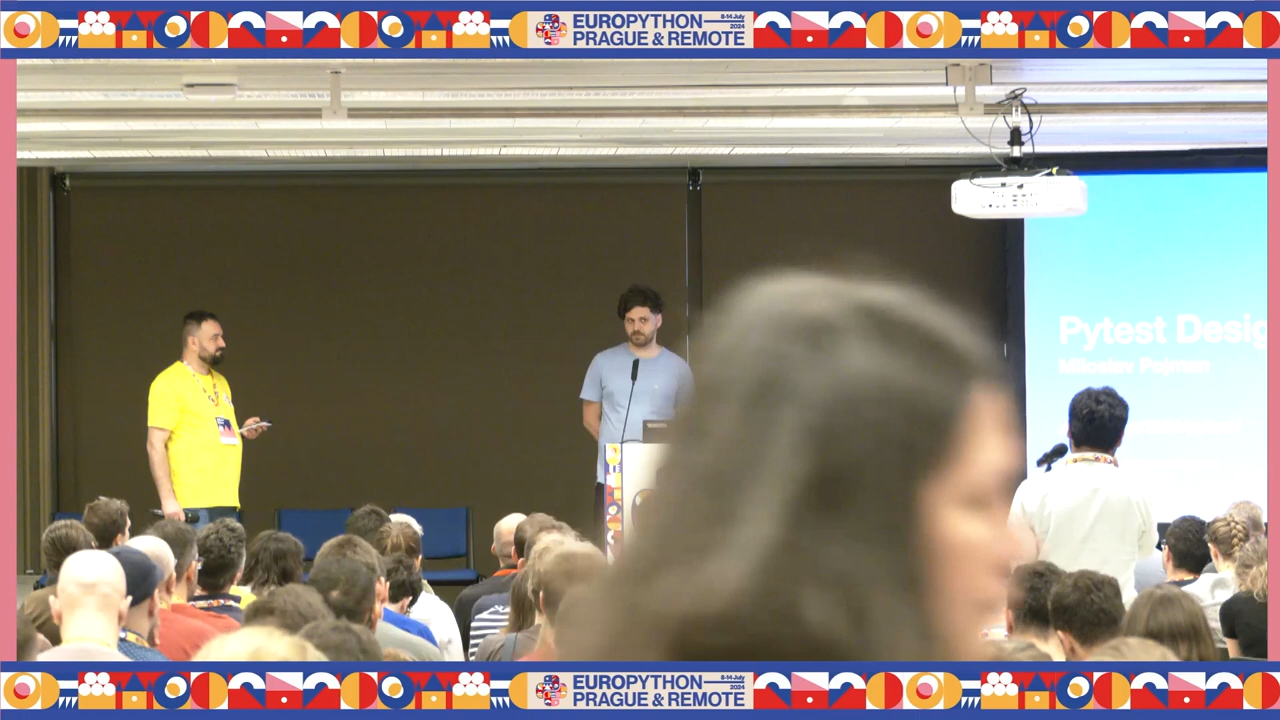 EUROPYTHON
8-14 July
2024
PRAGUE & REMOTE
Pytest Desig
Miloslav Pojman
EUROPYTHON
8-14 July
2024
PRAGUE & REMOTE